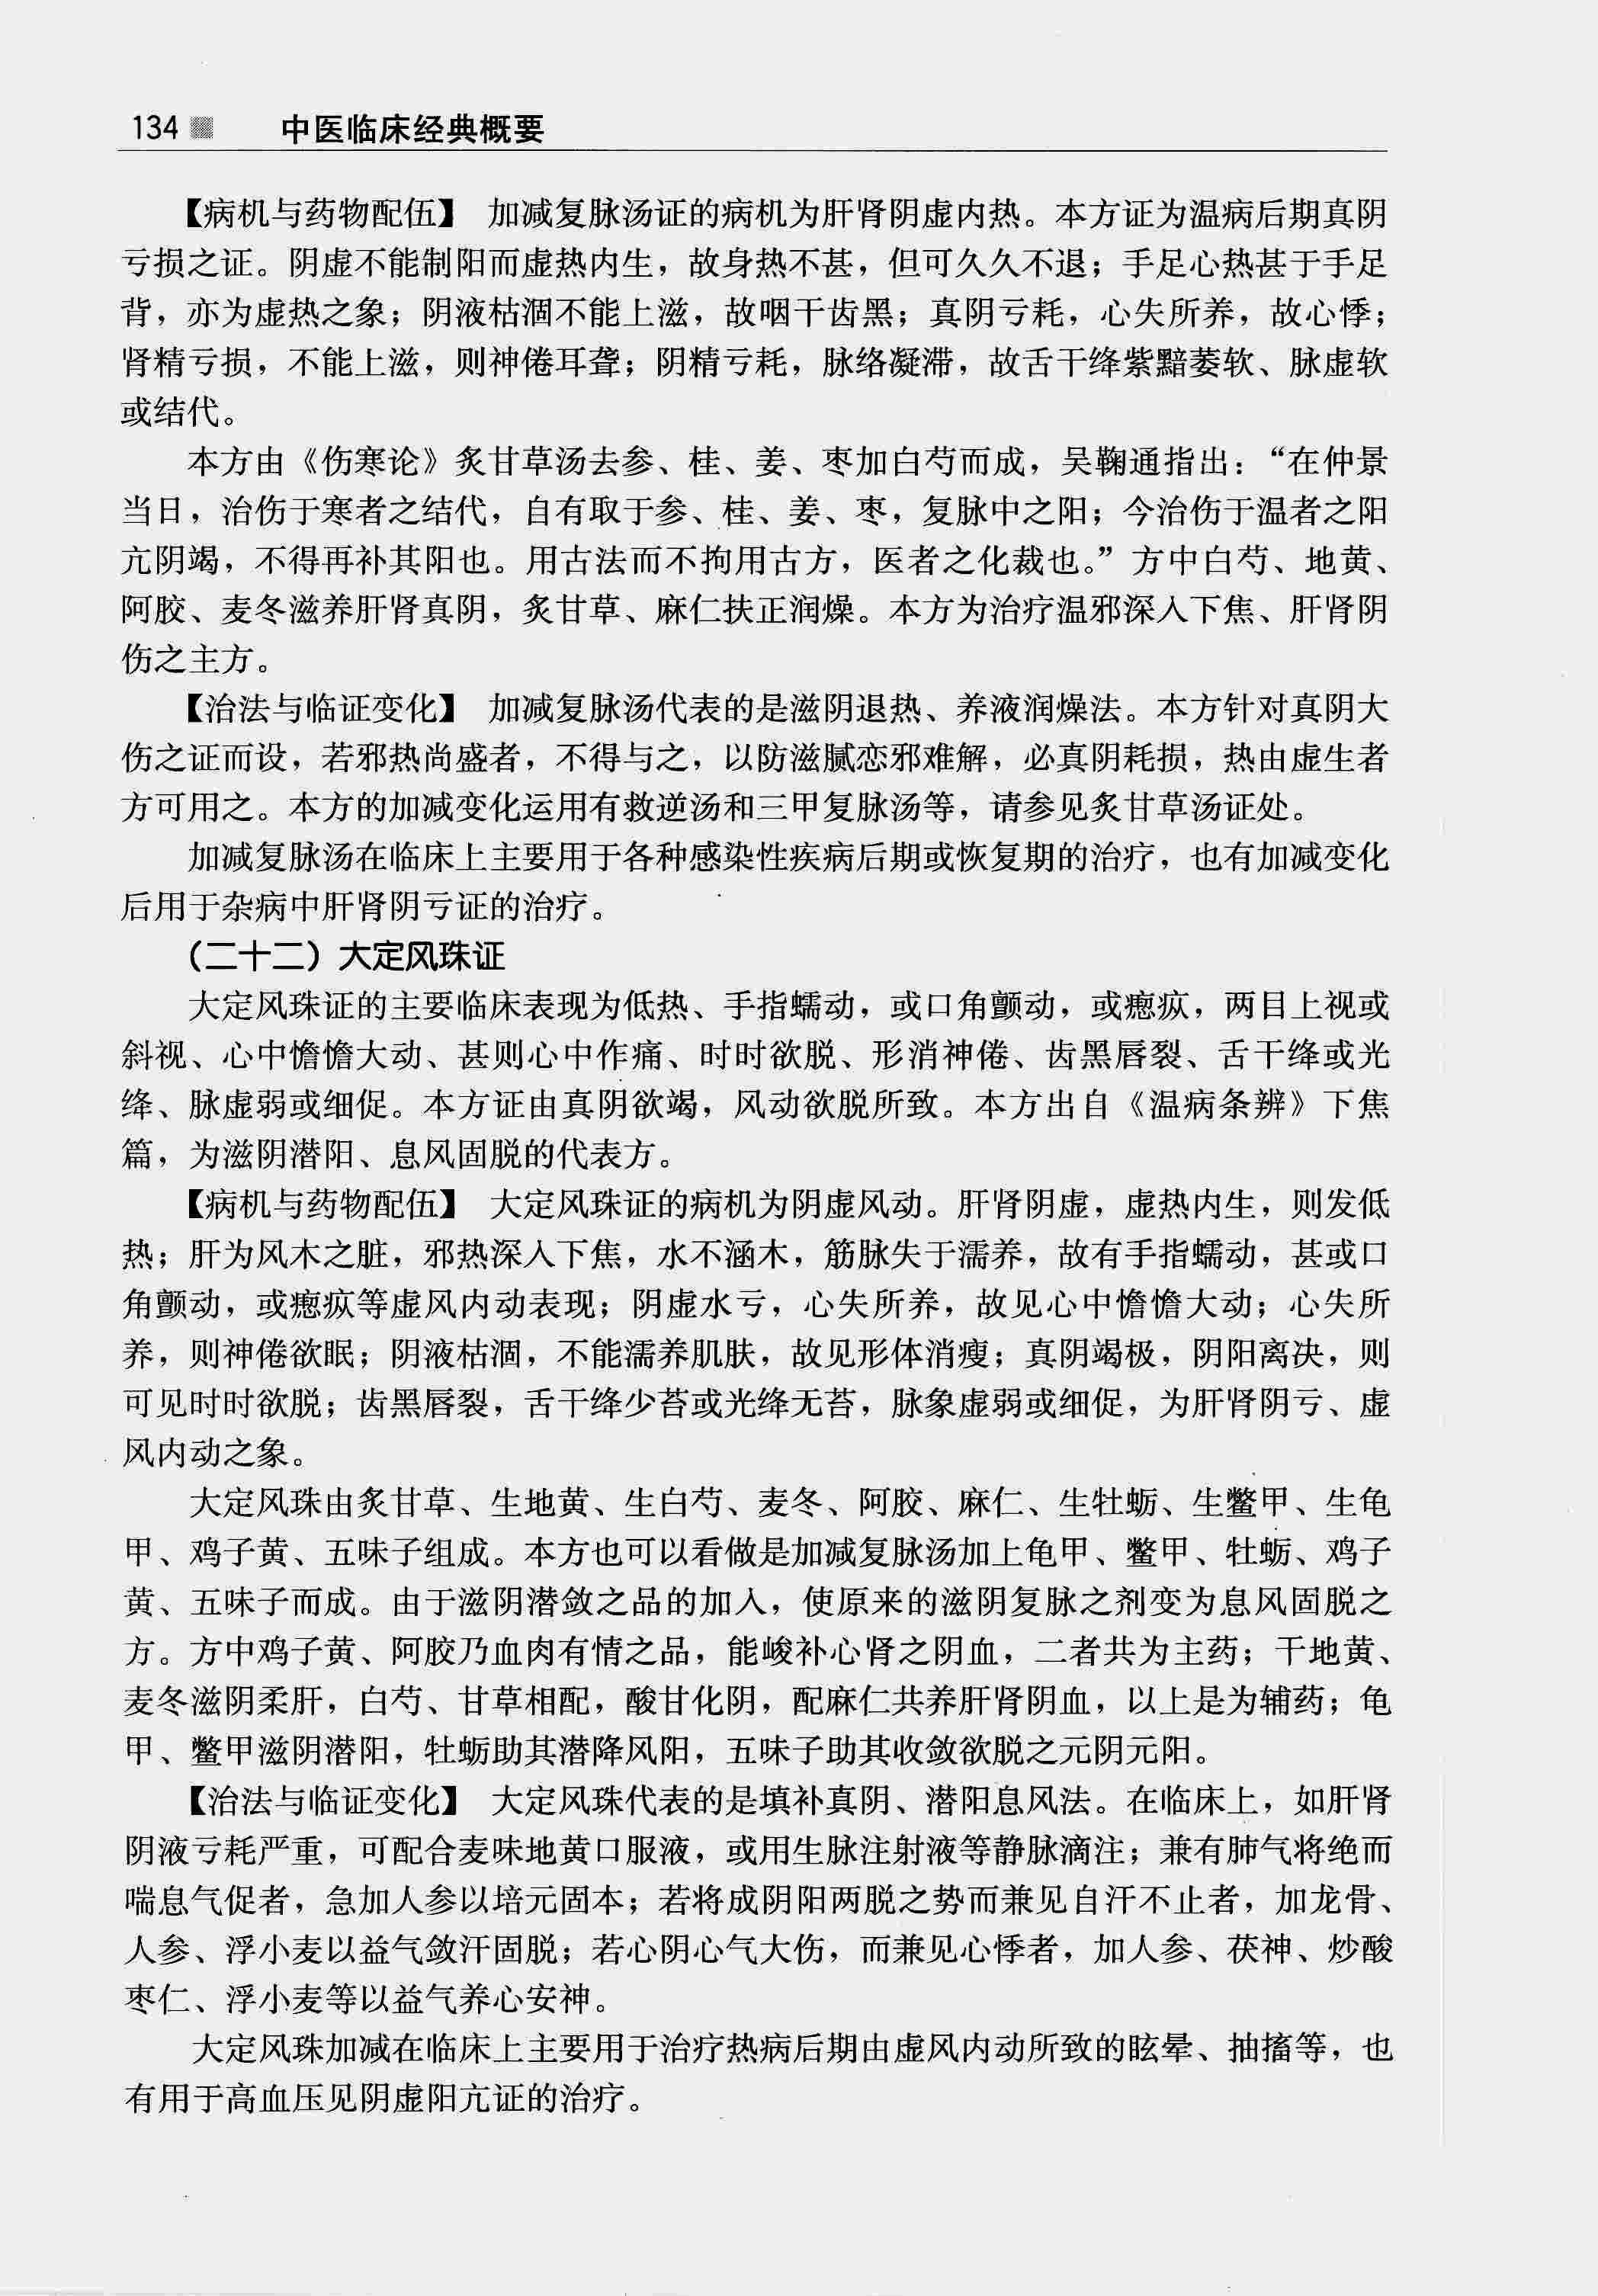 134 中医临床经典概要
【病机与药物配伍】 加减复脉汤证的病机为肝肾阴虚内热。本方证为温病后期真阴
亏损之证。阴虚不能制阳而虚热内生，故身热不甚，但可久久不退；手足心热甚于手足
背，亦为虚热之象；阴液枯涸不能上滋，故咽干齿黑；真阴亏耗，心失所养，故心悸；
肾精亏损，不能上滋，则神倦耳聋；阴精亏耗，脉络凝滞，故舌干绛紫黯萎软、脉虚软
或结代。
本方由《伤寒论》炙甘草汤去参、桂、姜、枣加白芍而成，吴鞠通指出：“在仲景
当日，治伤于寒者之结代，自有取于参、桂、姜、枣，复脉中之阳；今治伤于温者之阳
亢阴竭，不得再补其阳也。用古法而不拘用古方，医者之化裁也。”方中白芍、地黄、
阿胶、麦冬滋养肝肾真阴，炙甘草、麻仁扶正润燥。本方为治疗温邪深入下焦、肝肾阴
伤之主方。
【治法与临证变化】 加减复脉汤代表的是滋阴退热、养液润燥法。本方针对真阴大
伤之证而设，若邪热尚盛者，不得与之，以防滋腻恋邪难解，必真阴耗损，热由虚生者
方可用之。本方的加减变化运用有救逆汤和三甲复脉汤等，请参见炙甘草汤证处。
加减复脉汤在临床上主要用于各种感染性疾病后期或恢复期的治疗，也有加减变化
后用于杂病中肝肾阴亏证的治疗。
（二十二）大定风珠证
大定风珠证的主要临床表现为低热、手指蠕动，或口角颤动，或瘛疭，两目上视或
斜视、心中憺憺大动、甚则心中作痛、时时欲脱、形消神倦、齿黑唇裂、舌干绛或光
绛、脉虚弱或细促。本方证由真阴欲竭，风动欲脱所致。本方出自《温病条辨》下焦
篇，为滋阴潜阳、息风固脱的代表方。
【病机与药物配伍】 大定风珠证的病机为阴虚风动。肝肾阴虚，虚热内生，则发低
热；肝为风木之脏，邪热深入下焦，水不涵木，筋脉失于濡养，故有手指蠕动，甚或口
角颤动，或瘛疭等虚风内动表现；阴虚水亏，心失所养，故见心中憺憺大动；心失所
养，则神倦欲眠；阴液枯涸，不能濡养肌肤，故见形体消瘦；真阴竭极，阴阳离决，则
可见时时欲脱；齿黑唇裂，舌干绛少苔或光绛无苔，脉象虚弱或细促，为肝肾阴亏、虚
风内动之象。
大定风珠由炙甘草、生地黄、生白芍、麦冬、阿胶、麻仁、生牡蛎、生鳖甲、生龟
甲、鸡子黄、五味子组成。本方也可以看做是加减复脉汤加上龟甲、鳖甲、牡蛎、鸡子
黄、五味子而成。由于滋阴潜敛之品的加入，使原来的滋阴复脉之剂变为息风固脱之
方。方中鸡子黄、阿胶乃血肉有情之品，能峻补心肾之阴血，二者共为主药；干地黄、
麦冬滋阴柔肝，白芍、甘草相配，酸甘化阴，配麻仁共养肝肾阴血，以上是为辅药；龟
甲、鳖甲滋阴潜阳，牡蛎助其潜降风阳，五味子助其收敛欲脱之元阴元阳。
【治法与临证变化】 大定风珠代表的是填补真阴、潜阳息风法。在临床上，如肝肾
阴液亏耗严重，可配合麦味地黄口服液，或用生脉注射液等静脉滴注；兼有肺气将绝而
喘息气促者，急加人参以培元固本；若将成阴阳两脱之势而兼见自汗不止者，加龙骨、
人参、浮小麦以益气敛汗固脱；若心阴心气大伤，而兼见心悸者，加人参、茯神、炒酸
枣仁、浮小麦等以益气养心安神。
大定风珠加减在临床上主要用于治疗热病后期由虚风内动所致的眩晕、抽搐等，也
有用于高血压见阴虚阳亢证的治疗。